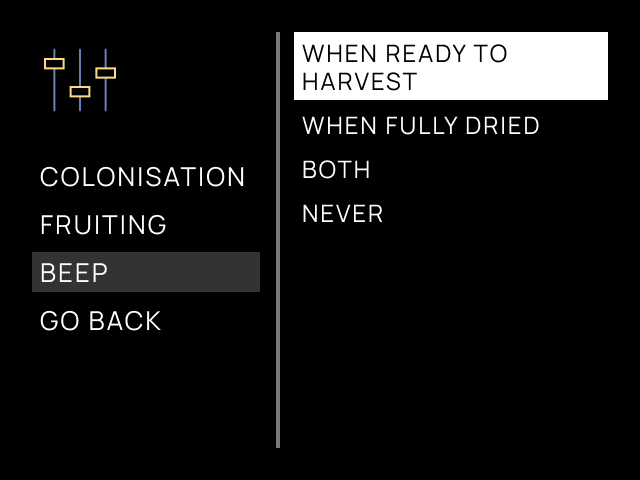 COLONISATION
FRUITING
BEEP
GO BACK
WHEN READY TO
HARVEST
WHEN FULLY DRIED
BOTH
NEVER